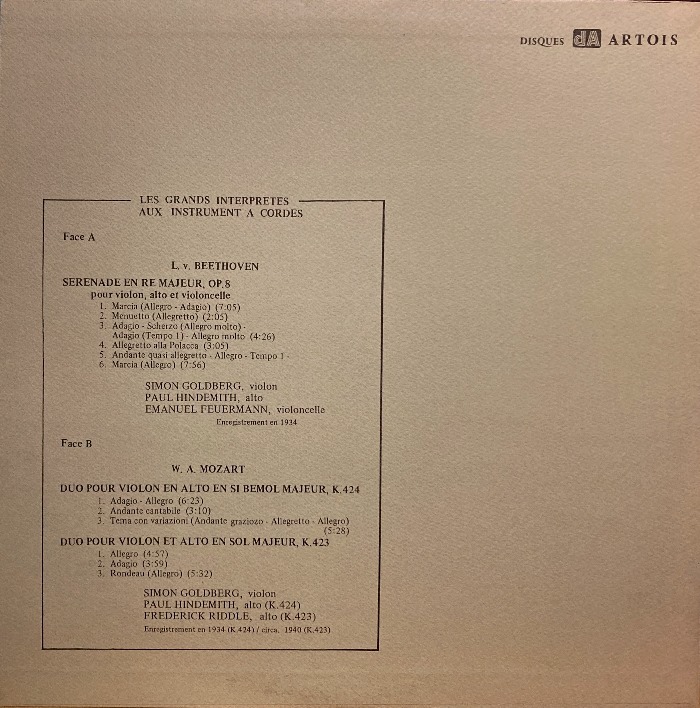 DISQUES dA ARTOIS
LES GRANDS INTERPRETES
AUX INSTRUMENT A CORDES
Face A
L. v. BEETHOVEN
SERENADE EN RE MAJEUR, OP.8
pour violon, alto et violoncelle
1. Marcia (Allegro - Adagio) (7:05)
2. Menuetto (Allegretto) (2:05)
3. Adagio - Scherzo (Allegro molto) -
Adagio (Tempo 1) - Allegro molto (4:26)
4. Allegretto alla Polacca (3:05)
5. Andante quasi allegretto - Allegro - Tempo 1 -
6. Marcia (Allegro) (7:56)
SIMON GOLDBERG, violon
PAUL HINDEMITH, alto
EMANUEL FEUERMANN, violoncelle
Enregistrement en 1934
Face B
W. A. MOZART
DUO POUR VIOLON EN ALTO EN SI BEMOL MAJEUR, K.424
1. Adagio - Allegro (6:23)
2. Andante cantabile (3:10)
3. Tema con variazioni (Andante graziozo - Allegretto - Allegro)
(5:28)
DUO POUR VIOLON ET ALTO EN SOL MAJEUR, K.423
1. Allegro (4:57)
2. Adagio (3:59)
3. Rondeau (Allegro) (5:32)
SIMON GOLDBERG, violon
PAUL HINDEMITH, alto (K.424)
FREDERICK RIDDLE, alto (K.423)
Enregistrement en 1934 (K.424) / circa. 1940 (K.423)